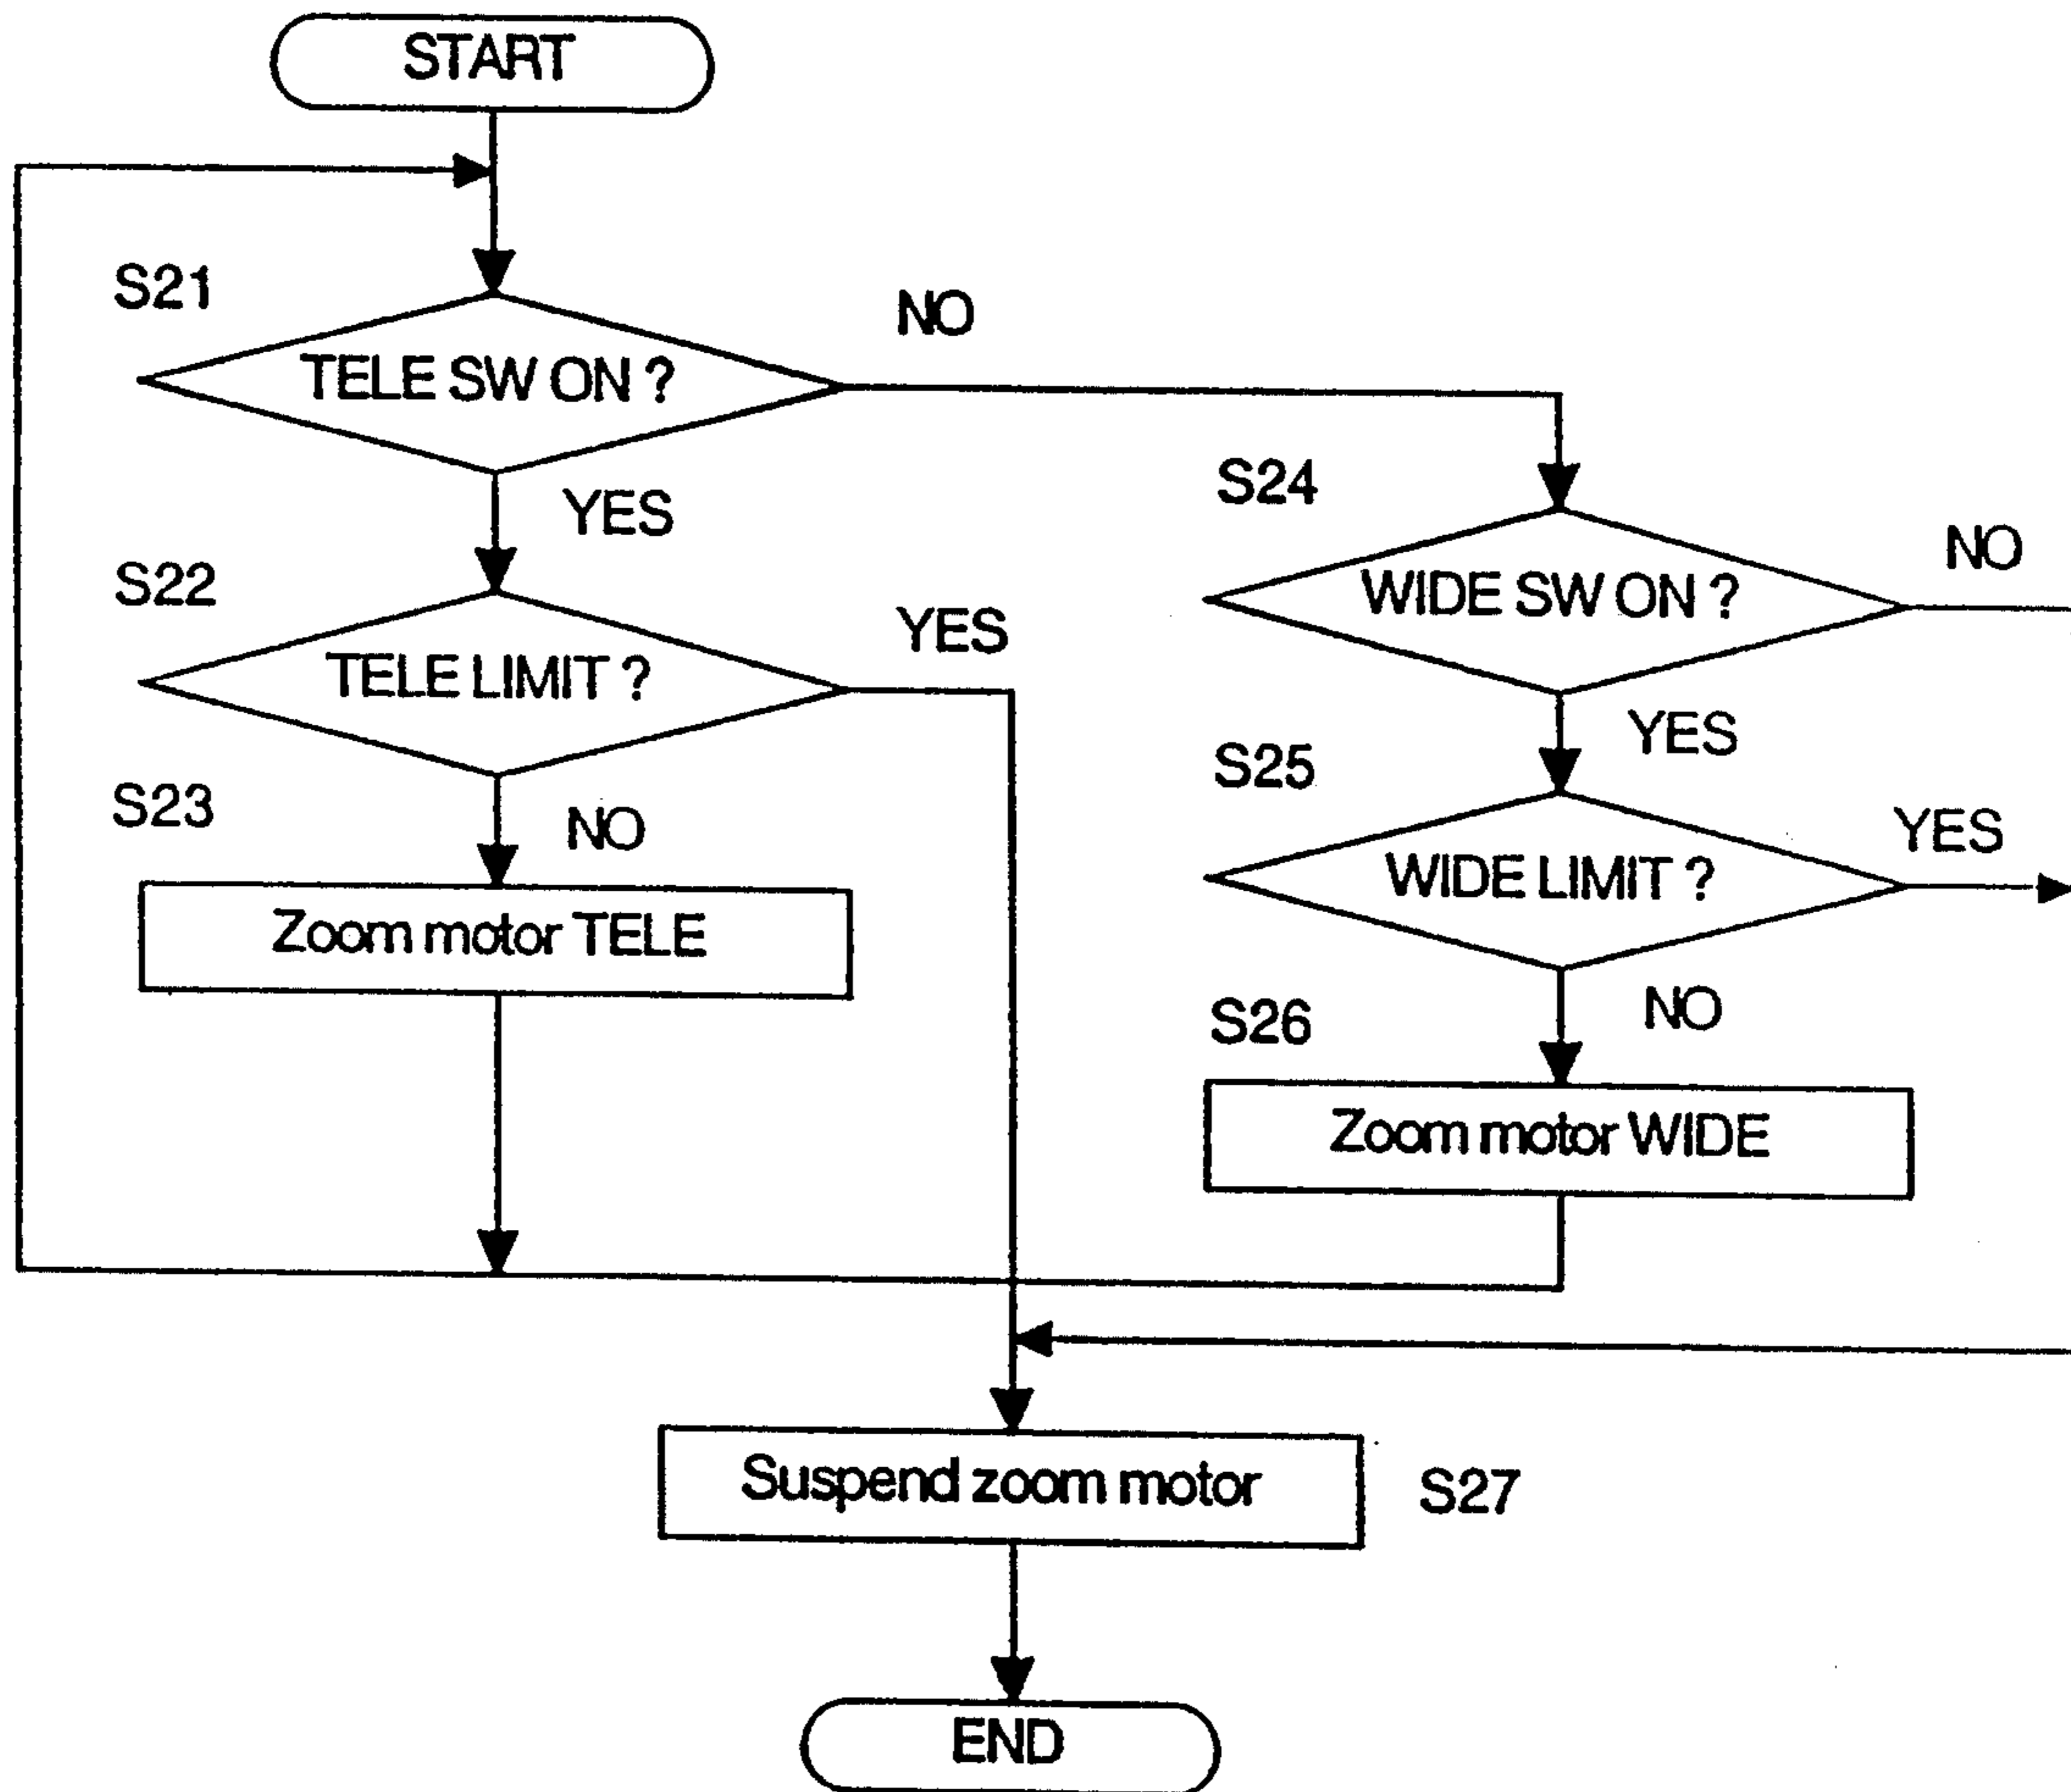 START
S21
TELE SW ON ?
NO
YES
S22
TELE LIMIT ?
YES
S23
NO
Zoom motor TELE
S24
WIDE SW ON ?
NO
YES
S25
WIDE LIMIT ?
YES
S26
NO
Zoom motor WIDE
Suspend zoom motor
S27
END